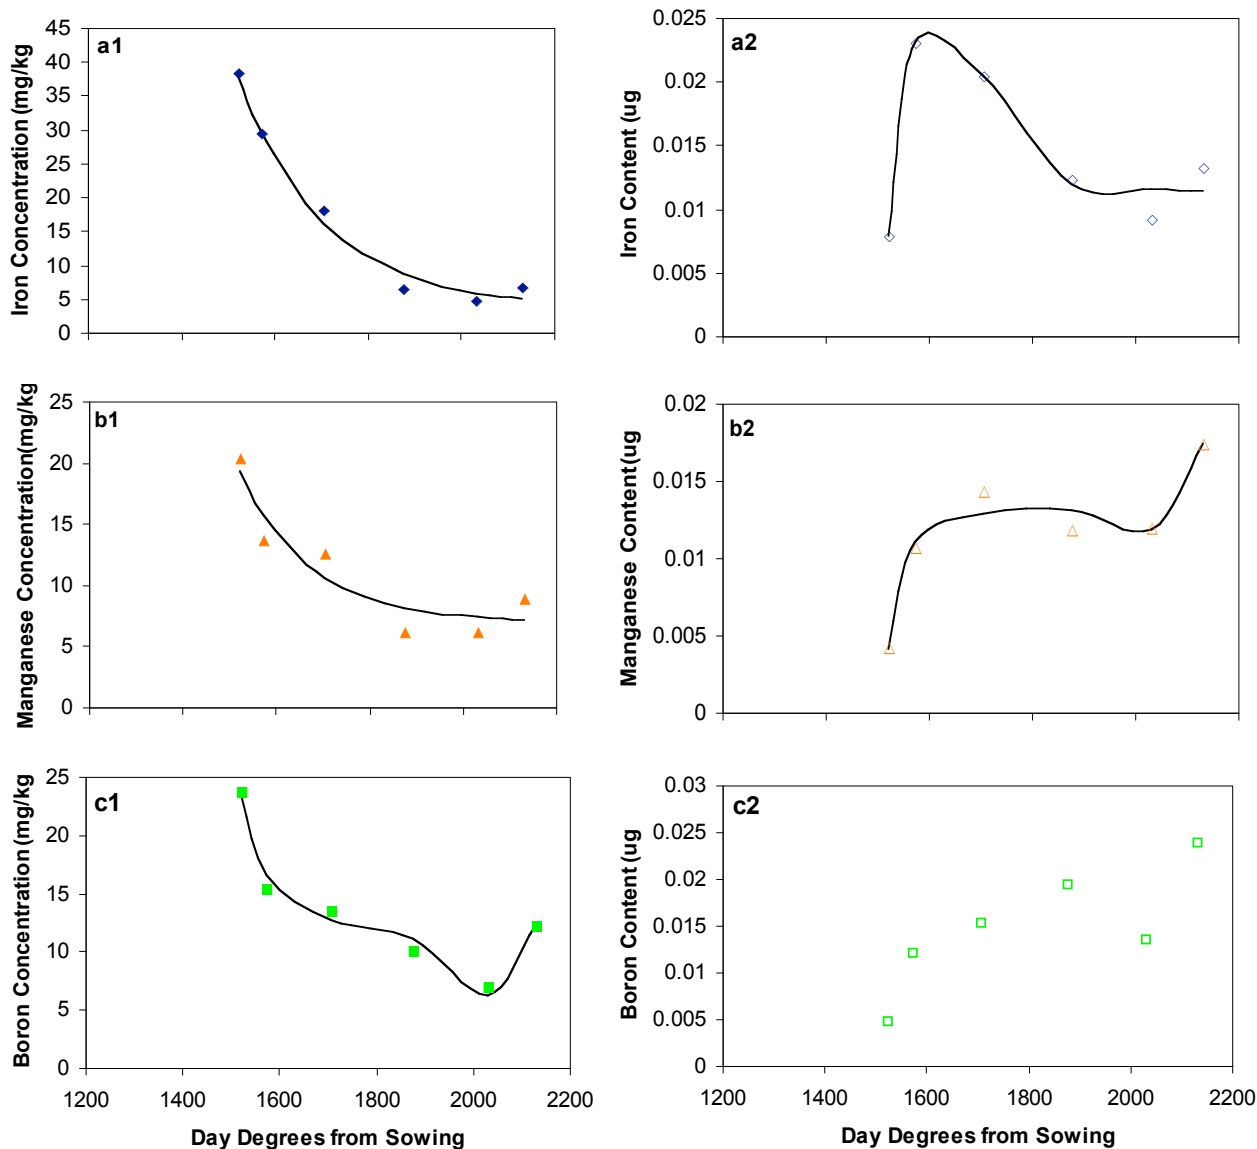 a1
Iron Concentration (mg/kg)
45
40
35
30
25
20
15
10
5
0
a2
Iron Content (ug
0.025
0.02
0.015
0.01
0.005
0
b1
Manganese Concentration(mg/kg
25
20
15
10
5
0
b2
Manganese Content(ug
0.02
0.015
0.01
0.005
0
c1
Boron Concentration (mg/kg
25
20
15
10
5
0
1200 1400 1600 1800 2000 2200
Day Degrees from Sowing
c2
Boron Content (ug
0.03
0.025
0.02
0.015
0.01
0.005
0
1200 1400 1600 1800 2000 2200
Day Degrees from Sowing